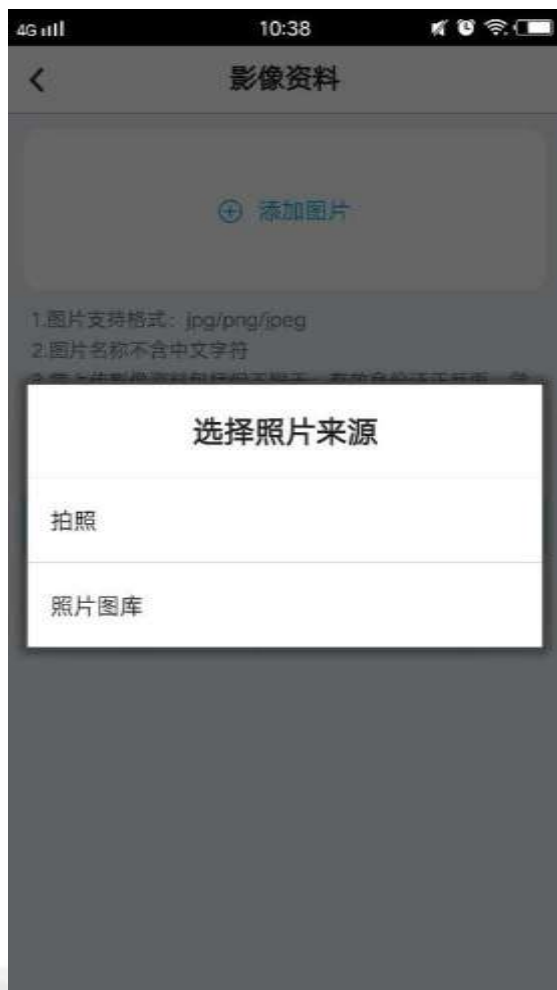 4G 10:38
影像资料
添加图片
1.图片支持格式：jpg/png/jpeg
2.图片名称不含中文字符
选择照片来源
拍照
照片图库